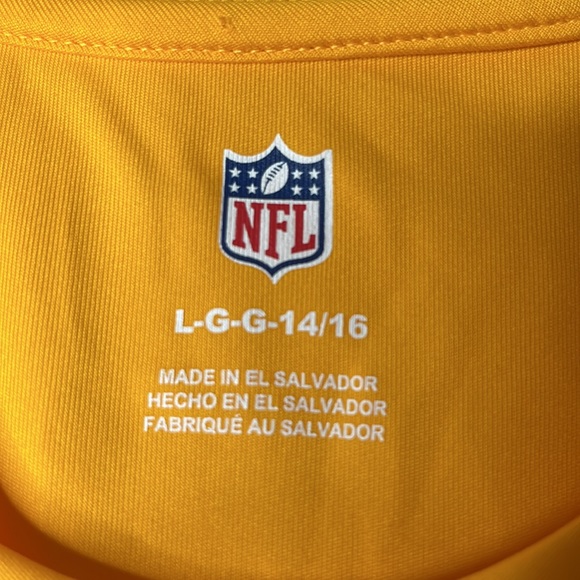 NFL
L-G-G-14/16
MADE IN EL SALVADOR
HECHO EN EL SALVADOR
FABRIQUÉ AU SALVADOR